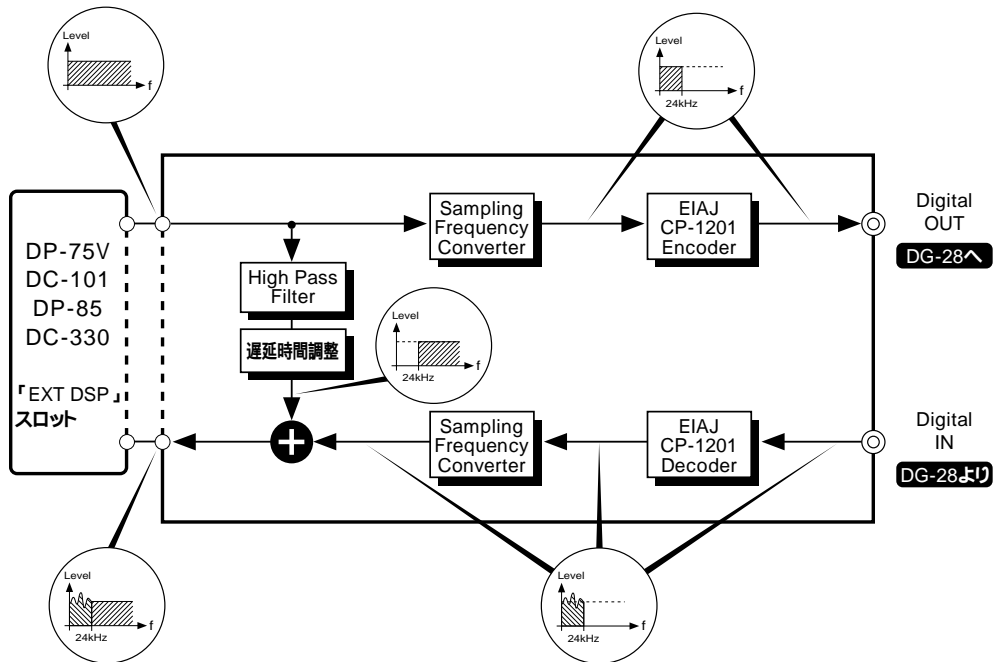 Level
f
Level
f
24kHz
DP-75V
DC-101
DP-85
DC-330
『EXT DSP』
スロット
Sampling
Frequency
Converter
EIAJ
CP-1201
Encoder
Digital
OUT
DG-28へ
High Pass
Filter
遅延時間調整
Level
f
24kHz
+
Sampling
Frequency
Converter
EIAJ
CP-1201
Decoder
Digital
IN
DG-28より
Level
f
24kHz
Level
f
24kHz